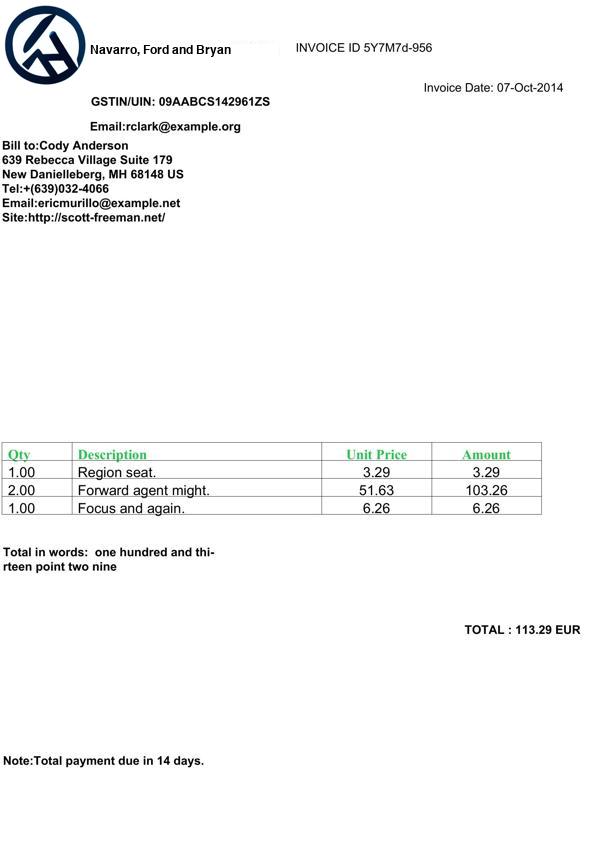 Navarro, Ford and Bryan
INVOICE ID 5Y7M7d-956
Invoice Date: 07-Oct-2014
GSTIN/UIN: 09AABCS142961ZS
Email:rclark@example.org
Bill to:Cody Anderson
639 Rebecca Village Suite 179
New Danielleberg, MH 68148 US
Tel:+(639)032-4066
Email:ericmurillo@example.net
Site:http://scott-freeman.net/
Qty Description Unit Price Amount
1.00 Region seat. 3.29 3.29
2.00 Forward agent might. 51.63 103.26
1.00 Focus and again. 6.26 6.26
Total in words:  one hundred and thi-
rteen point two nine
TOTAL : 113.29 EUR
Note:Total payment due in 14 days.